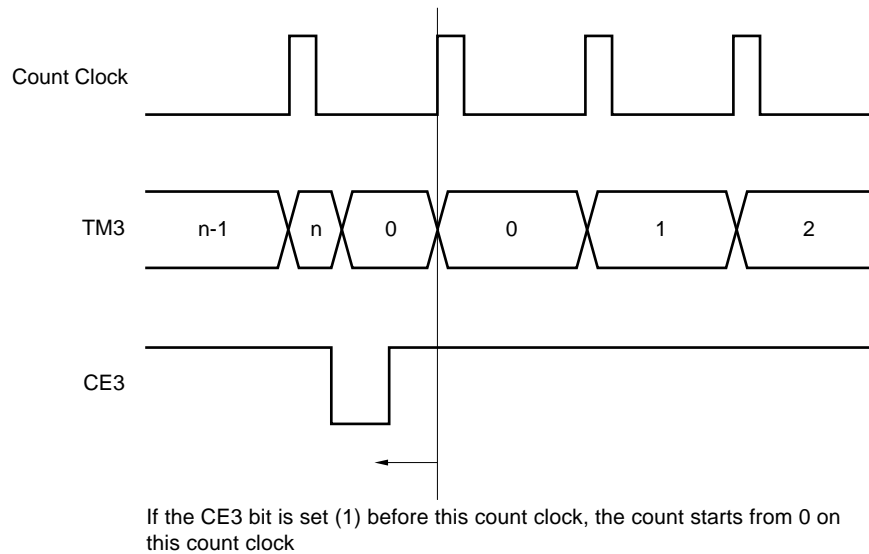 Count Clock
TM3
n-1
n
0
0
1
2
CE3
If the CE3 bit is set (1) before this count clock, the count starts from 0 on
this count clock